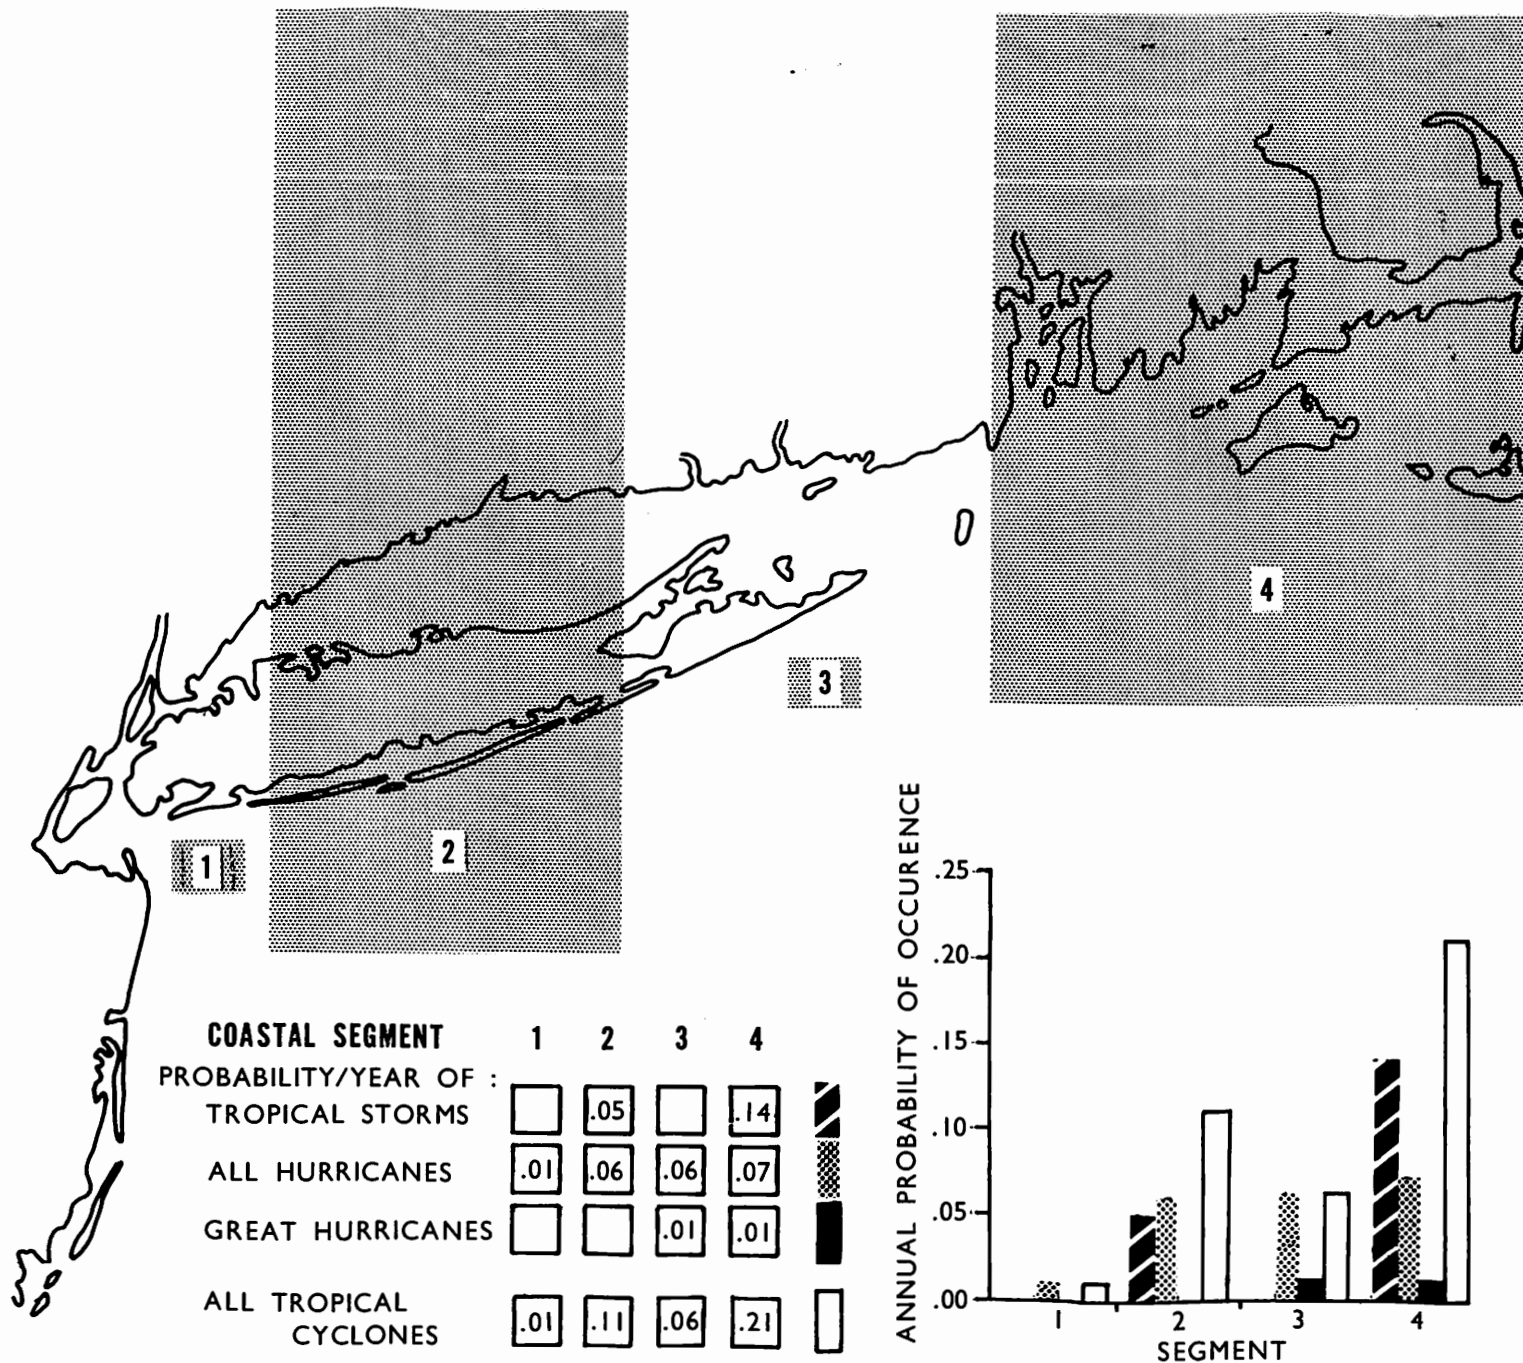 4
3
2
1
COASTAL SEGMENT 1 2 3 4
PROBABILITY/YEAR OF :
TROPICAL STORMS .05 .14
ALL HURRICANES .01 .06 .06 .07
GREAT HURRICANES .01 .01
ALL TROPICAL
CYCLONES .01 .11 .06 .21
ANNUAL PROBABILITY OF OCCURENCE
.25
.20
.15
.10
.05
.00
1 2 3 4
SEGMENT